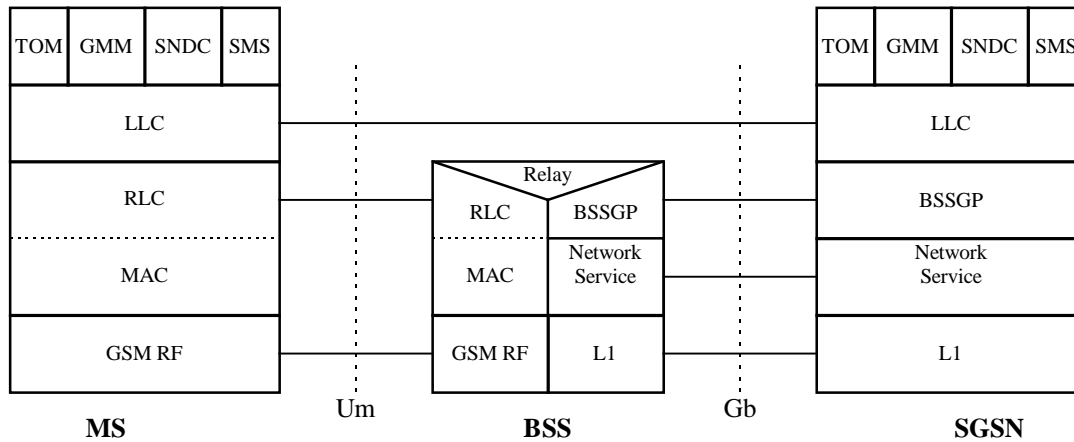 TOM GMM SNDC SMS TOM GMM SNDC SMS
LLC LLC
Relay
RLC RLC BSSGP BSSGP
MAC MAC Network Service Network Service
GSM RF GSM RF L1 L1
Um Gb
MS BSS SGSN